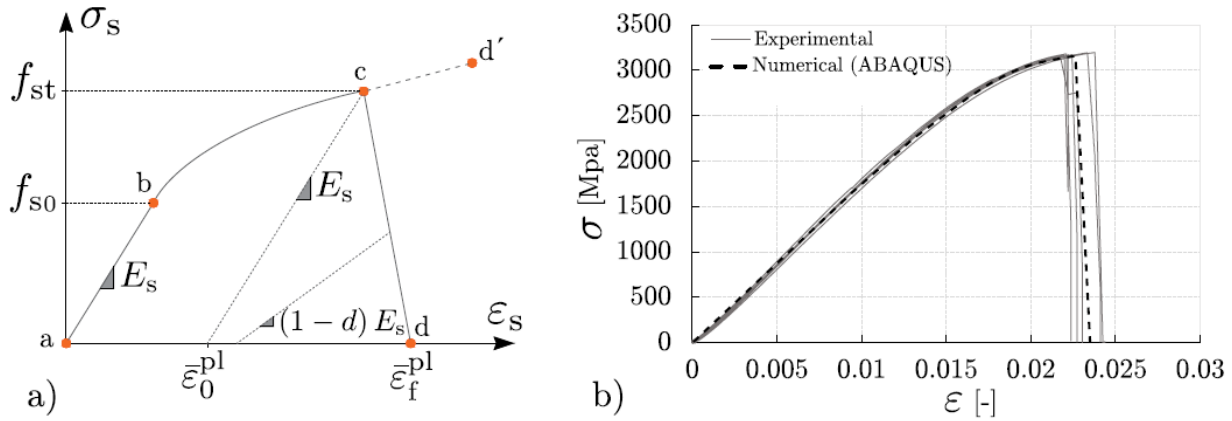 σs
fst
fso
a
b
c
d´
Es
Es
(1 − d) Es
d
εs
ε̄0pl
ε̄fpl
a)
3500
3000
2500
2000
1500
1000
500
0
σ [Mpa]
Experimental
Numerical (ABAQUS)
0 0.005 0.01 0.015 0.02 0.025 0.03
ε [-]
b)